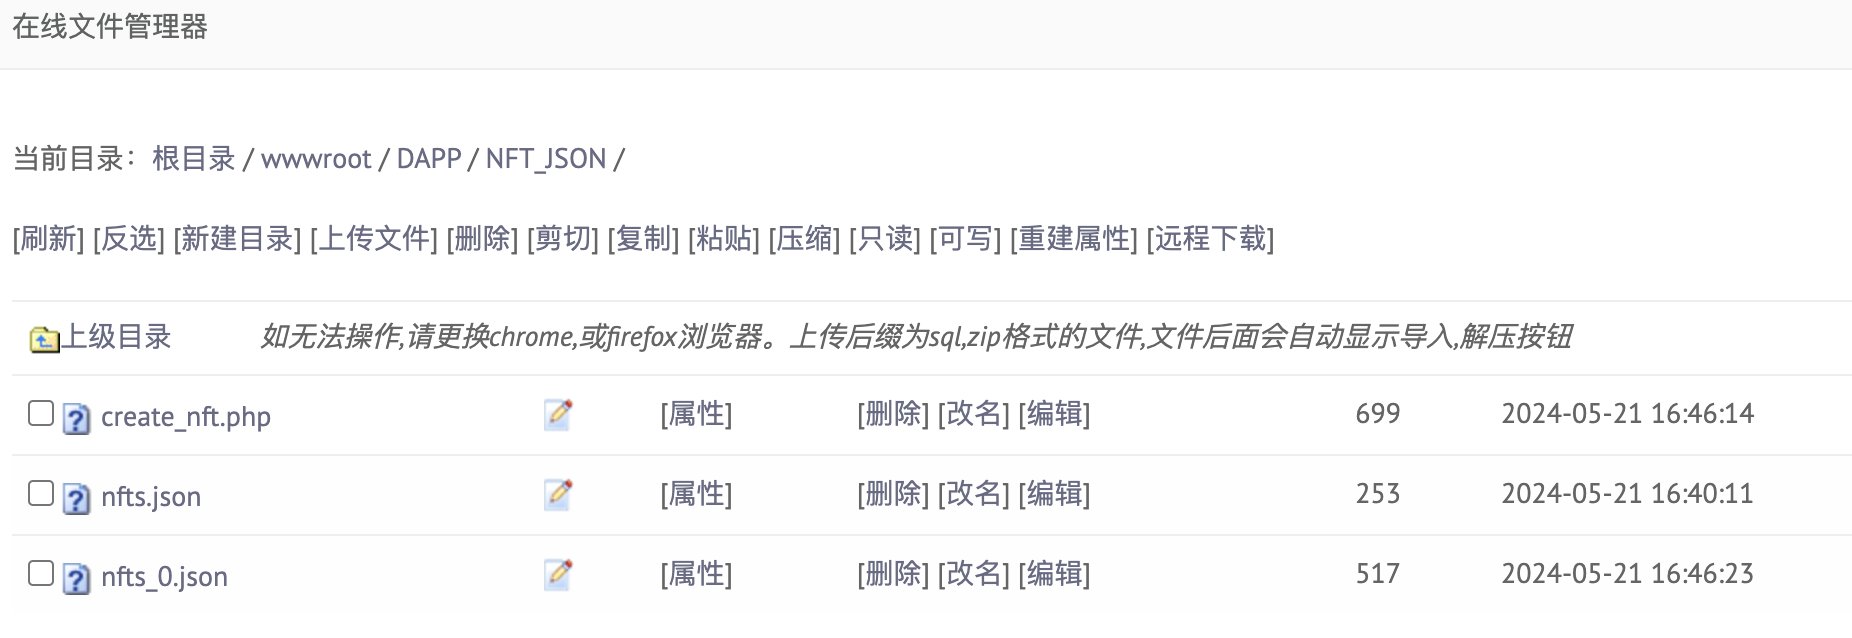 在线文件管理器
当前目录：根目录 / wwwroot / DAPP / NFT_JSON /
[刷新] [反选] [新建目录] [上传文件] [删除] [剪切] [复制] [粘贴] [压缩] [只读] [可写] [重建属性] [远程下载]
上级目录 如无法操作,请更换chrome,或firefox浏览器。上传后缀为sql,zip格式的文件,文件后面会自动显示导入,解压按钮
create_nft.php [属性] [删除] [改名] [编辑] 699 2024-05-21 16:46:14
nfts.json [属性] [删除] [改名] [编辑] 253 2024-05-21 16:40:11
nfts_0.json [属性] [删除] [改名] [编辑] 517 2024-05-21 16:46:23